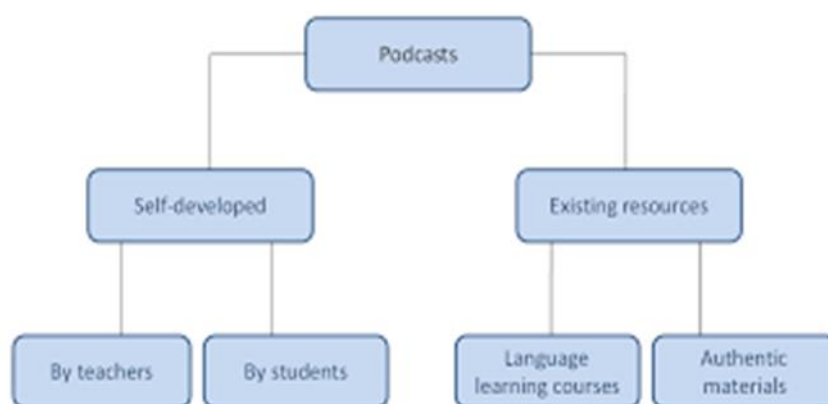 Podcasts
Self-developed
Existing resources
By teachers
By students
Language
learning courses
Authentic
materials